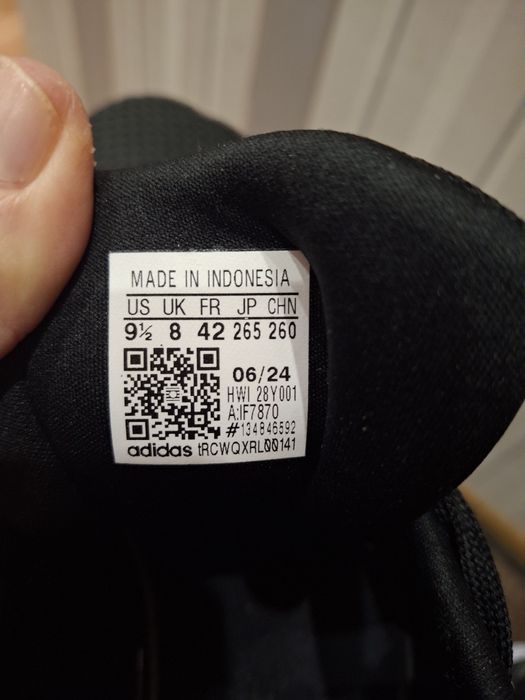 MADE IN INDONESIA
US UK FR JP CHN
9½ 8 42 265 260
06/24
HWI 28Y001
A:IF7870
#134846592
adidas tRCWQXRL00141